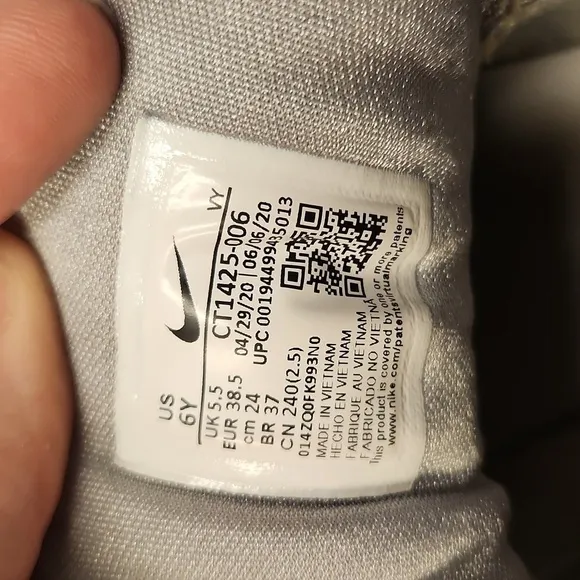 US
6Y
UK 5.5
EUR 38.5
cm 24
BR 37
CN 240(2.5)
VY
CT1425-006
04/29/20 | 06/06/20
UPC 00194499435013
014ZQ0FK993N0
MADE IN VIETNAM
HECHO EN VIETNAM
FABRIQUE AU VIETNAM
FABRICADO NO VIETNÃ
This product is covered by one or more patents
www.nike.com/patentsvirtualmarking